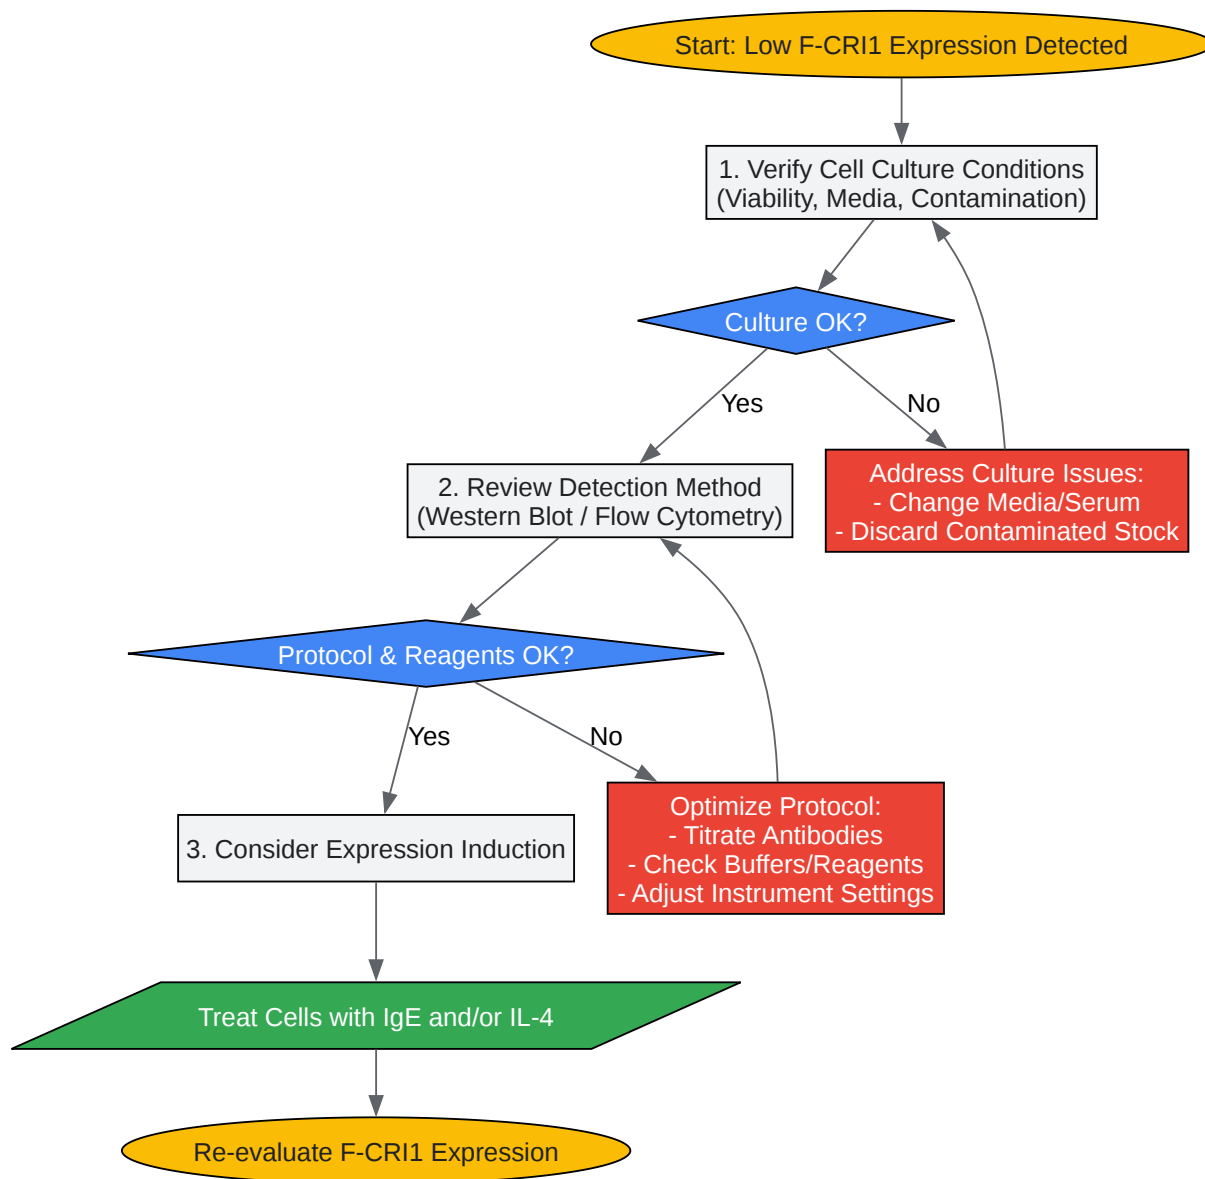 Start: Low F-CRI1 Expression Detected
1. Verify Cell Culture Conditions
(Viability, Media, Contamination)
Culture OK?
Yes
No
Address Culture Issues:
- Change Media/Serum
- Discard Contaminated Stock
2. Review Detection Method
(Western Blot / Flow Cytometry)
Protocol & Reagents OK?
Yes
No
Optimize Protocol:
- Titrate Antibodies
- Check Buffers/Reagents
- Adjust Instrument Settings
3. Consider Expression Induction
Treat Cells with IgE and/or IL-4
Re-evaluate F-CRI1 Expression